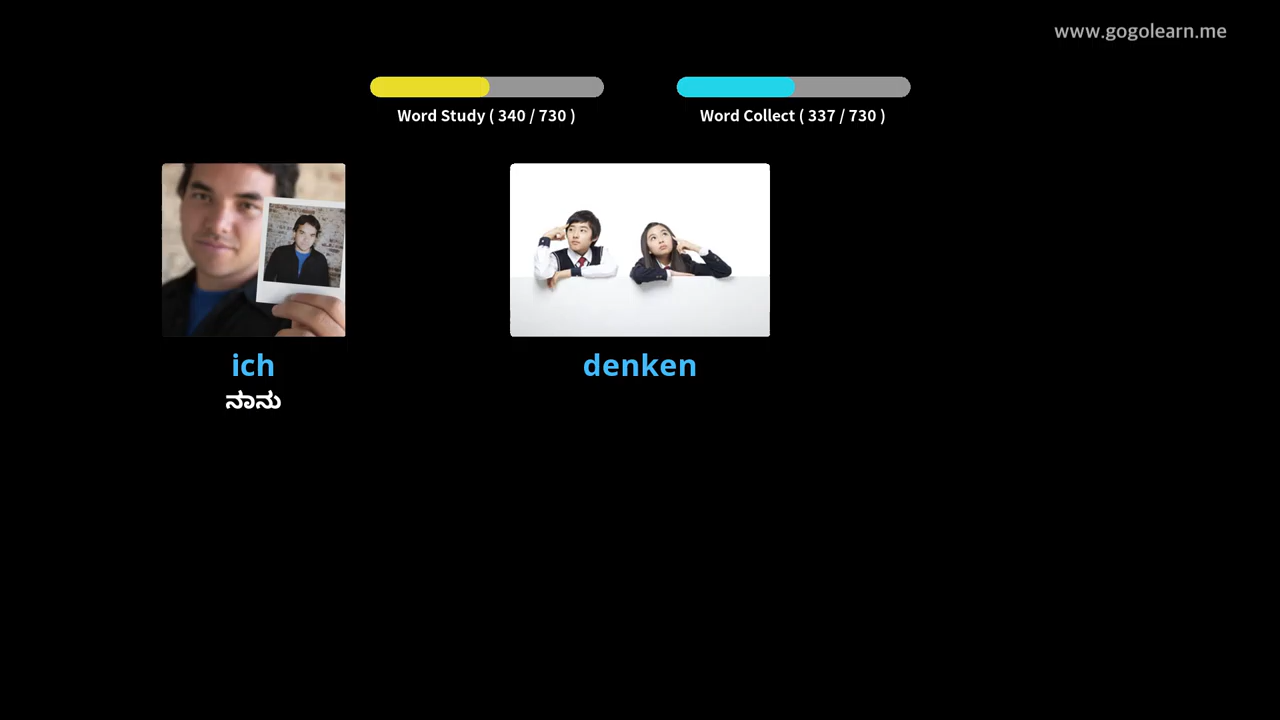 www.gogolearn.me
Word Study ( 340 / 730 )
Word Collect ( 337 / 730 )
ich
ನಾನು
denken